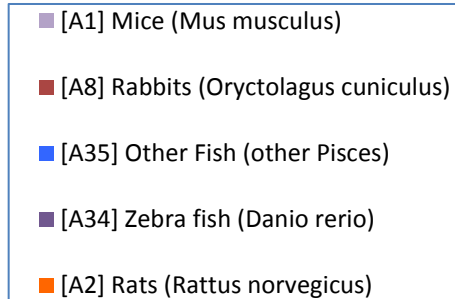 [A1] Mice (Mus musculus)
[A8] Rabbits (Oryctolagus cuniculus)
[A35] Other Fish (other Pisces)
[A34] Zebra fish (Danio rerio)
[A2] Rats (Rattus norvegicus)